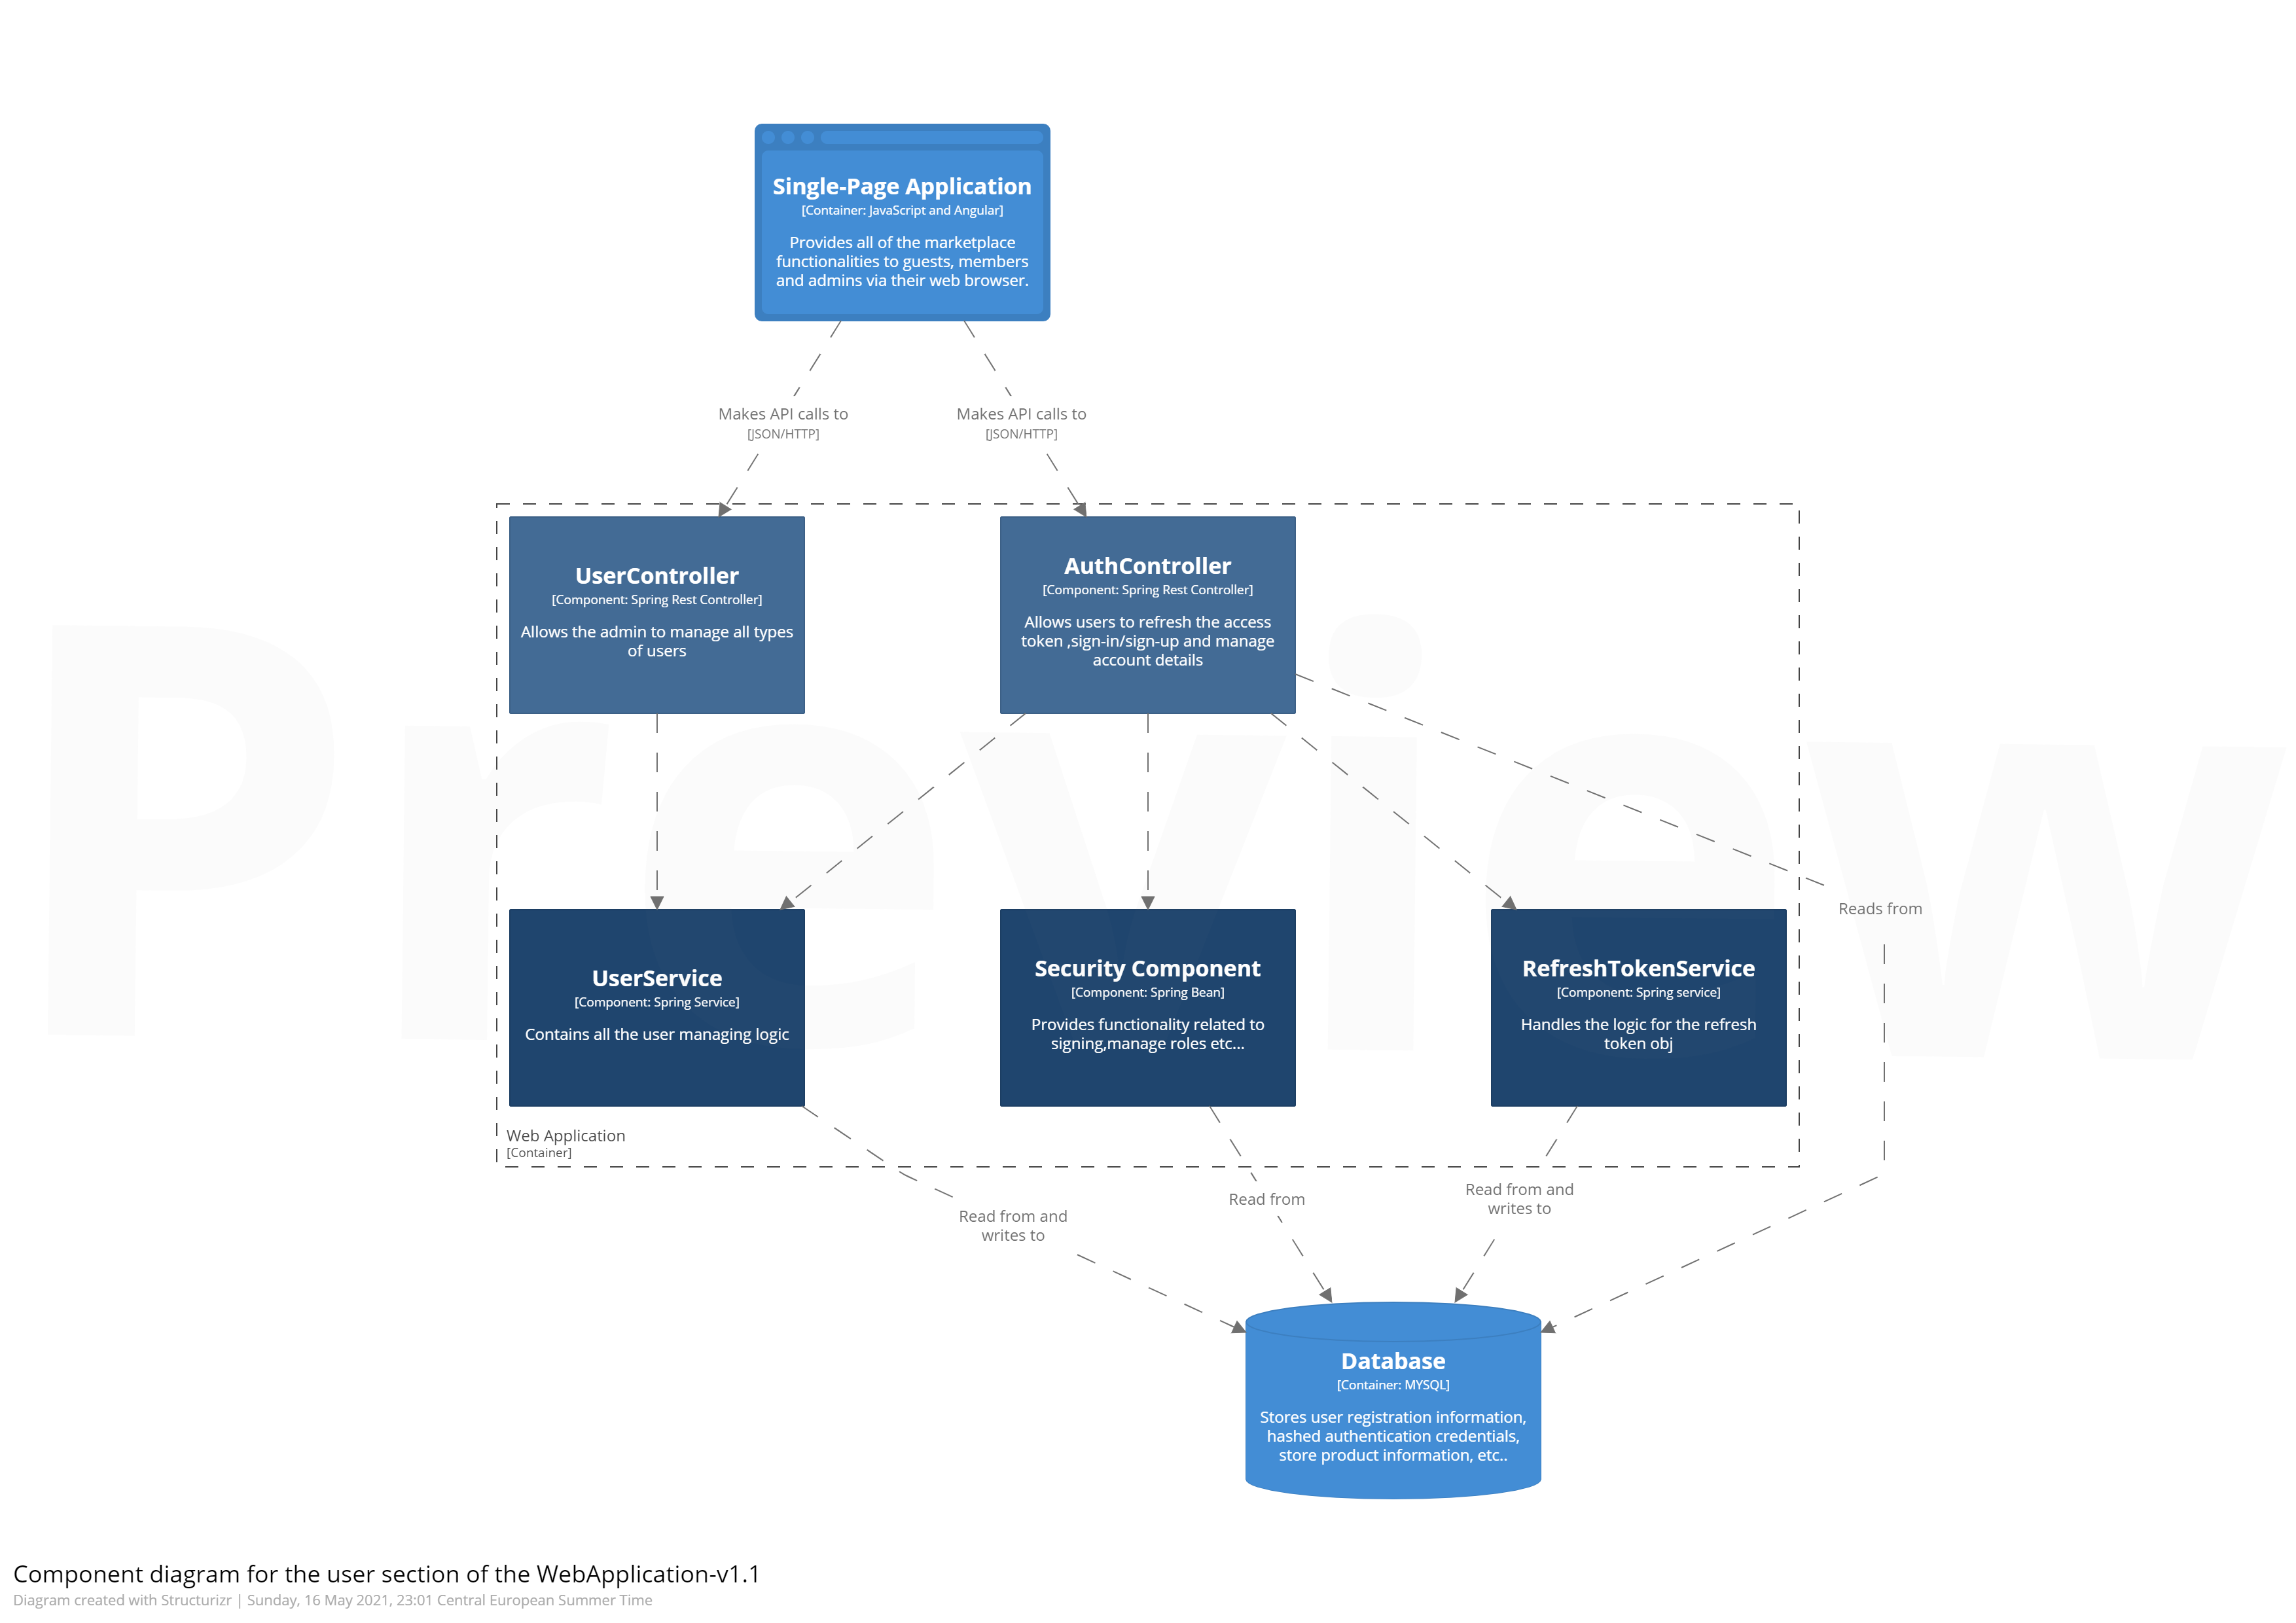 Single-Page Application
[Container: JavaScript and Angular]
Provides all of the marketplace
functionalities to guests, members
and admins via their web browser.
Makes API calls to
[JSON/HTTP]
Makes API calls to
[JSON/HTTP]
UserController
[Component: Spring Rest Controller]
Allows the admin to manage all types
of users
AuthController
[Component: Spring Rest Controller]
Allows users to refresh the access
token ,sign-in/sign-up and manage
account details
Preview
Reads from
UserService
[Component: Spring Service]
Contains all the user managing logic
Security Component
[Component: Spring Bean]
Provides functionality related to
signing,manage roles etc...
RefreshTokenService
[Component: Spring service]
Handles the logic for the refresh
token obj
Web Application
[Container]
Read from and
writes to
Read from
Read from and
writes to
Database
[Container: MYSQL]
Stores user registration information,
hashed authentication credentials,
store product information, etc..
Component diagram for the user section of the WebApplication-v1.1
Diagram created with Structurizr | Sunday, 16 May 2021, 23:01 Central European Summer Time